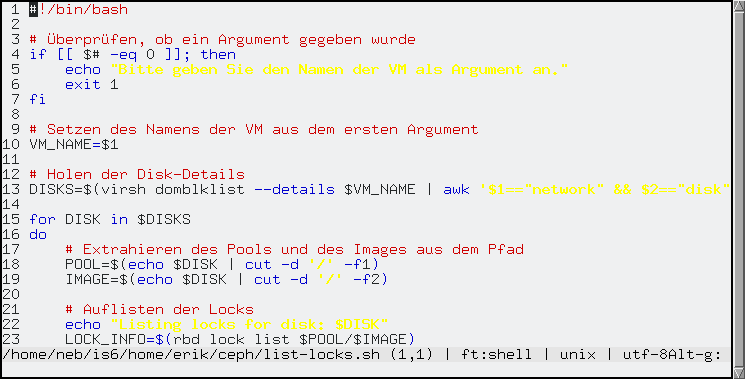 1 #!/bin/bash
2
3 # Überprüfen, ob ein Argument gegeben wurde
4 if [[ $# -eq 0 ]]; then
5     echo "Bitte geben Sie den Namen der VM als Argument an."
6     exit 1
7 fi
8
9 # Setzen des Namens der VM aus dem ersten Argument
10 VM_NAME=$1
11
12 # Holen der Disk-Details
13 DISKS=$(virsh domblklist --details $VM_NAME | awk '$1=="network" && $2=="disk"
14
15 for DISK in $DISKS
16 do
17     # Extrahieren des Pools und des Images aus dem Pfad
18     POOL=$(echo $DISK | cut -d '/' -f1)
19     IMAGE=$(echo $DISK | cut -d '/' -f2)
20
21     # Auflisten der Locks
22     echo "Listing locks for disk: $DISK"
23     LOCK_INFO=$(rbd lock list $POOL/$IMAGE)
/home/neb/is6/home/erik/ceph/list-locks.sh (1,1) | ft:shell | unix | utf-8Alt-g: